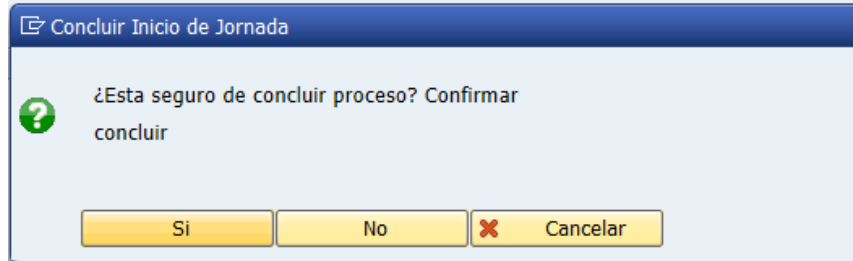 Concluir Inicio de Jornada
¿Esta seguro de concluir proceso? Confirmar
concluir
Si
No
Cancelar